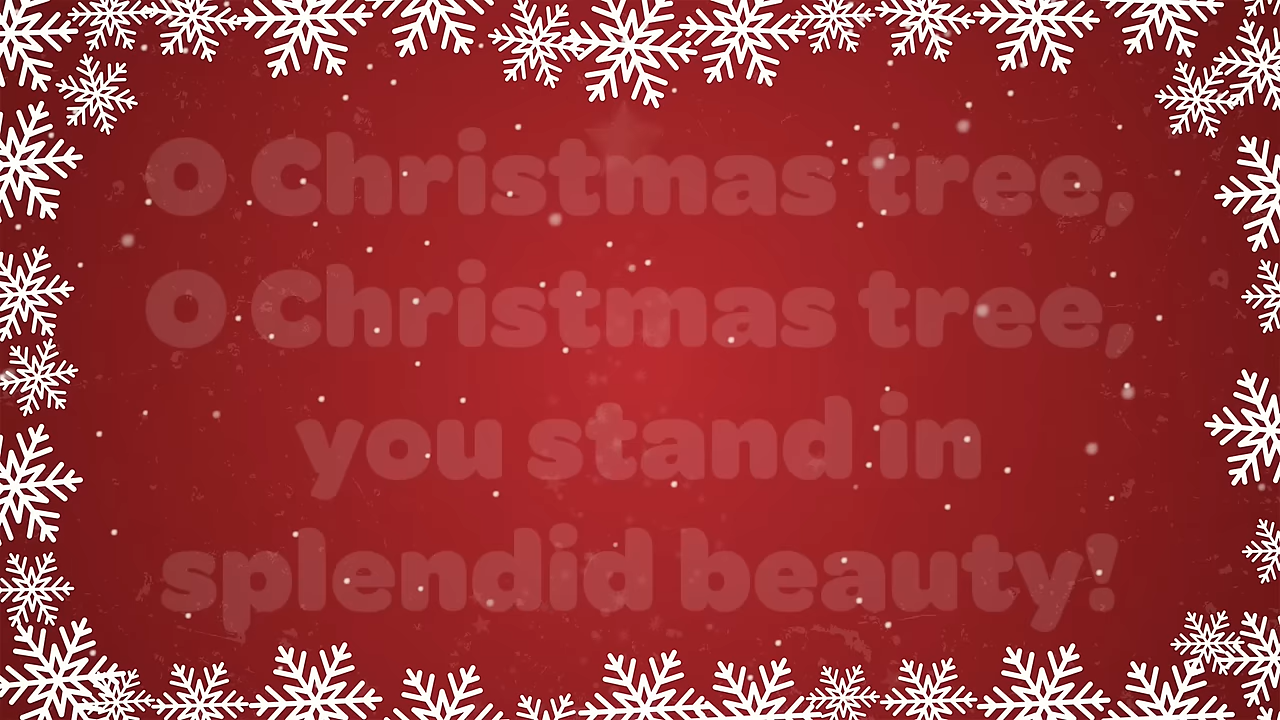 O Christmas tree,
O Christmas tree,
you stand in
splendid beauty!